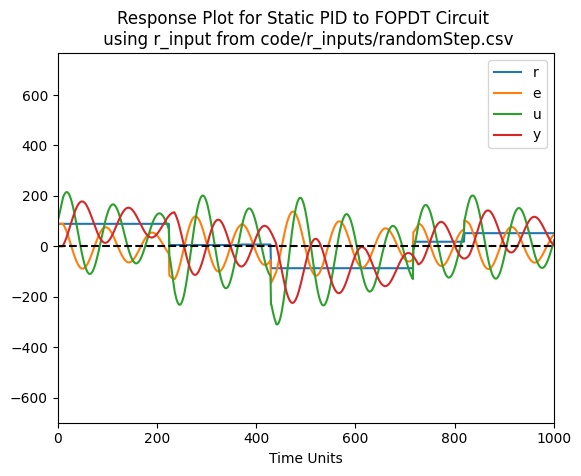 Response Plot for Static PID to FOPDT Circuit
using r_input from code/r_inputs/randomStep.csv
r
e
u
y
600
400
200
0
−200
−400
−600
0 200 400 600 800 1000
Time Units